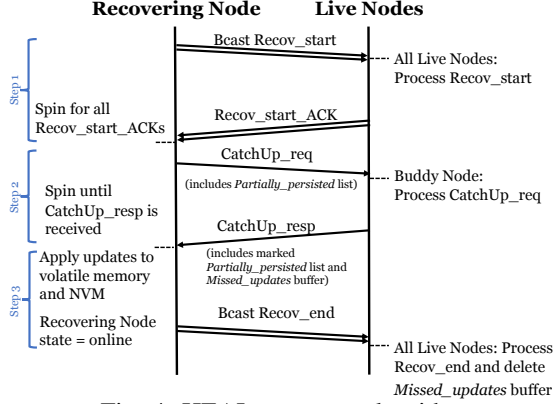 Recovering Node
Live Nodes
Bcast Recov_start
All Live Nodes:
Process Recov_start
Step 1
Spin for all
Recov_start_ACKs
Recov_start_ACK
CatchUp_req
(includes Partially_persisted list)
Buddy Node:
Process CatchUp_req
Step 2
Spin until
CatchUp_resp is
received
CatchUp_resp
(includes marked
Partially_persisted list and
Missed_updates buffer)
Step 3
Apply updates to
volatile memory
and NVM
Bcast Recov_end
Recovering Node
state = online
All Live Nodes: Process
Recov_end and delete
Missed_updates buffer